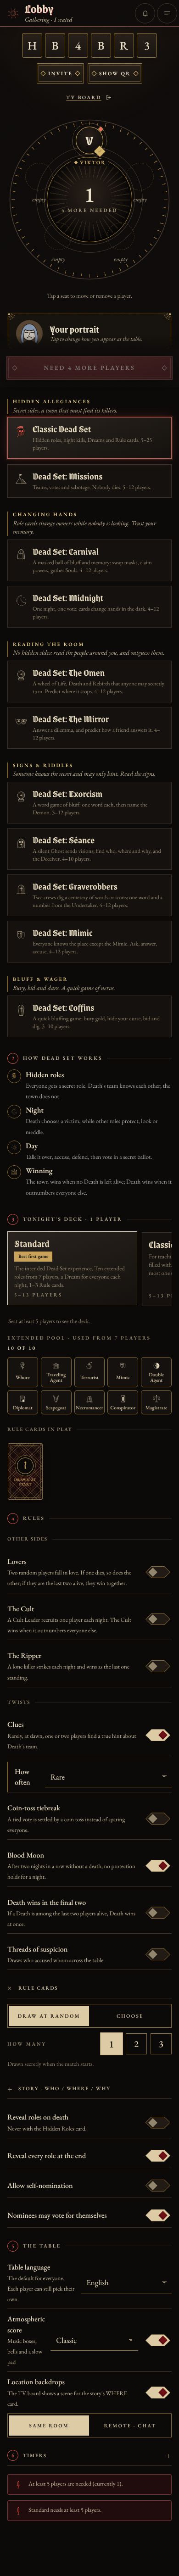 Lobby
Gathering · 1 seated
H B 4 B R 3
INVITE
SHOW QR
TV BOARD
V
VIKTOR
1
4 MORE NEEDED
empty
empty
empty
empty
Tap a seat to move or remove a player.
Your portrait
Tap to change how you appear at the table.
NEED 4 MORE PLAYERS
HIDDEN ALLEGIANCES
Secret sides, a town that must find its killers.
Classic Dead Set
Hidden roles, night kills, Dreams and Rule cards. 5–25
players.
Dead Set: Missions
Teams, votes and sabotage. Nobody dies. 5–12 players.
CHANGING HANDS
Role cards change owners while nobody is looking. Trust your
memory.
Dead Set: Carnival
A masked ball of bluff and memory: swap masks, claim
powers, gather Souls. 4–12 players.
Dead Set: Midnight
One night, one vote: cards change hands in the dark. 4–12
players.
READING THE ROOM
No hidden sides: read the people around you, and outguess them.
Dead Set: The Omen
A wheel of Life, Death and Rebirth that anyone may secretly
turn. Predict where it stops. 4–12 players.
Dead Set: The Mirror
Answer a dilemma, and predict how a friend answers it. 4–
12 players.
SIGNS & RIDDLES
Someone knows the secret and may only hint. Read the signs.
Dead Set: Exorcism
A word game of bluff: one word each, then name the
Demon. 3–12 players.
Dead Set: Séance
A silent Ghost sends visions; find who, where and why, and
the Deceiver. 4–10 players.
Dead Set: Graverobbers
Two crews dig a cemetery of words or icons; one word and a
number from the Undertaker. 4–12 players.
Dead Set: Mimic
Everyone knows the place except the Mimic. Ask, answer,
accuse. 4–12 players.
BLUFF & WAGER
Bury, bid and dare. A quick game of nerve.
Dead Set: Coffins
A quick bluffing game: bury gold, hide your curse, bid and
dig. 3–10 players.
2 HOW DEAD SET WORKS
Hidden roles
Everyone gets a secret role. Death's team knows each other; the
town does not.
Night
Death chooses a victim, while other roles protect, look or
meddle.
Day
Talk it over, accuse, defend, then vote in a secret ballot.
Winning
The town wins when no Death is left alive; Death wins when it
outnumbers everyone else.
3 TONIGHT'S DECK · 1 PLAYER
Standard
Best first game
The intended Dead Set experience. Ten extended
roles from 7 players, a Dream for everyone each
night, 1–3 Rule cards.
5–15 PLAYERS
Classi
For reachi
filled with
Seat at least 5 players to see the deck.
EXTENDED POOL · USED FROM 7 PLAYERS
10 OF 10
Whore
Traveling
Agent
Terrorist
Mimic
Double
Agent
Diplomat
Scapegoat
Necromancer
Conspirator
Magistrate
RULE CARDS IN PLAY
4 RULES
OTHER SIDES
Lovers
Two random players fall in love. If one dies, so does the
other; if they are the last two alive, they win together.
The Cult
A Cult Leader recruits one player each night. The Cult
wins when it outnumbers everyone else.
The Ripper
A lone killer strikes each night and wins as the last one
standing.
TWISTS
Clues
Rarely, at dawn, one or two players find a true hint about
Death's team.
How
often
Rare
Coin-toss tiebreak
A tied vote is settled by a coin toss instead of sparing
everyone.
Blood Moon
After two nights in a row without a death, no protection
holds for a night.
Death wins in the final two
If a Death is among the last two players alive, Death wins
at once.
Threads of suspicion
Draws who accused whom across the table
RULE CARDS
DRAW AT RANDOM
CHOOSE
HOW MANY
1 2 3
Drawn secretly when the match starts.
+ STORY · WHO / WHERE / WHY
Reveal roles on death
Never with the Hidden Roles card.
Reveal every role at the end
Allow self-nomination
Nominees may vote for themselves
5 THE TABLE
Table language
The default for everyone.
Each player can still pick their
own.
English
Atmospheric
score
Music boxes,
bells and a slow
pad
Classic
Location backdrops
The TV board shows a scene for the story's WHERE
card.
SAME ROOM
REMOTE · CHAT
6 TIMERS +
At least 5 players are needed (currently 1).
Standard needs at least 5 players.